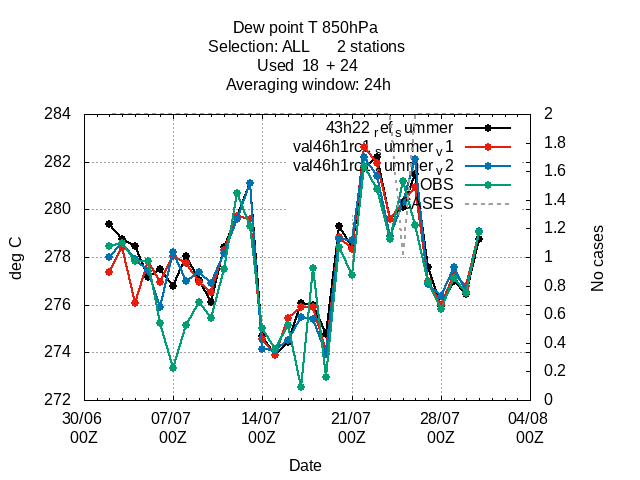 Dew point T 850hPa
Selection: ALL 2 stations
Used 18 + 24
Averaging window: 24h
284
282
280
278
276
274
272
deg C
2
1.8
1.6
1.4
1.2
1
0.8
0.6
0.4
0.2
0
No cases
43h22_ref_summer
val46h1rc1_summer_v1
val46h1rc1_summer_v2
OBS
CASES
30/06 07/07 14/07 21/07 28/07 04/08
00Z 00Z 00Z 00Z 00Z 00Z
Date